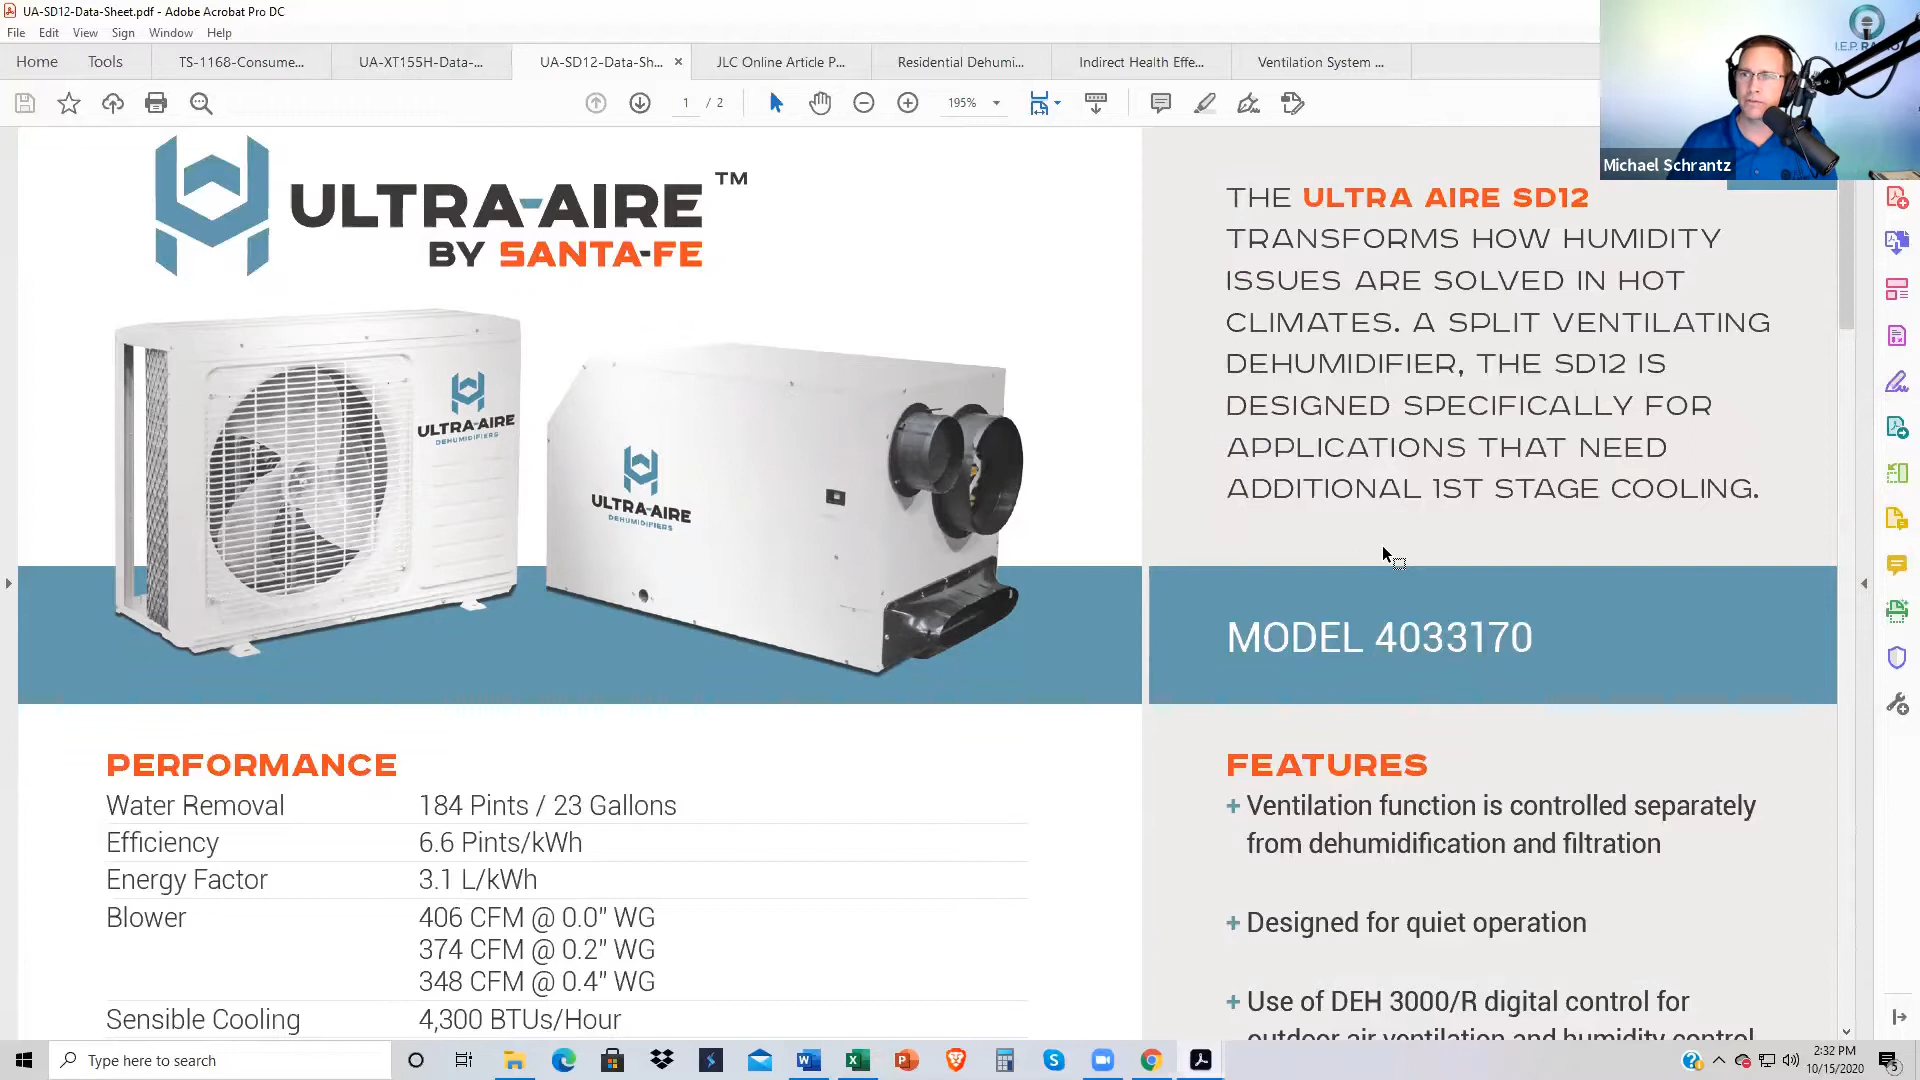 UA-SD12-Data-Sheet.pdf - Adobe Acrobat Pro DC
File Edit View Sign Window Help
Home Tools TS-1168-Consume... UA-XT155H-Data-... UA-SD12-Data-Sh... × JLC Online Article P... Residential Dehumi... Indirect Health Effe... Ventilation System ...
1 / 2 195%
I.E.P.
Michael Schrantz
ULTRA-AIRE™
BY SANTA-FE
ULTRA-AIRE
DEHUMIDIFIERS
ULTRA-AIRE
DEHUMIDIFIERS
THE ULTRA AIRE SD12
TRANSFORMS HOW HUMIDITY
ISSUES ARE SOLVED IN HOT
CLIMATES. A SPLIT VENTILATING
DEHUMIDIFIER, THE SD12 IS
DESIGNED SPECIFICALLY FOR
APPLICATIONS THAT NEED
ADDITIONAL 1ST STAGE COOLING.
MODEL 4033170
PERFORMANCE
Water Removal 184 Pints / 23 Gallons
Efficiency 6.6 Pints/kWh
Energy Factor 3.1 L/kWh
Blower 406 CFM @ 0.0" WG
374 CFM @ 0.2" WG
348 CFM @ 0.4" WG
Sensible Cooling 4,300 BTUs/Hour
FEATURES
+ Ventilation function is controlled separately
from dehumidification and filtration
+ Designed for quiet operation
+ Use of DEH 3000/R digital control for
outdoor air ventilation and humidity control
Type here to search
2:32 PM
10/15/2020
5